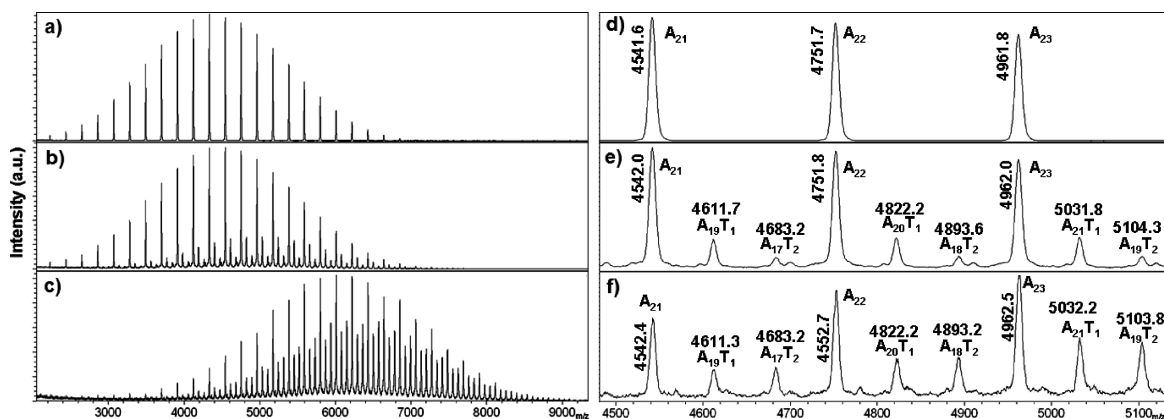 a)
b)
c)
Intensity (a.u.)
3000 4000 5000 6000 7000 8000 9000 m/z
d)
4541.6 A21
4751.7 A22
4961.8 A23
e)
4542.0 A21
4611.7
A19T1
4683.2
A17T2
4751.8 A22
4822.2
A20T1
4893.6
A18T2
4962.0 A23
5031.8
A21T1
5104.3
A19T2
f)
4542.4 A21
4611.3
A19T1
4683.2
A17T2
4552.7 A22
4822.2
A20T1
4893.2
A18T2
4962.5 A23
5032.2
A21T1
5103.8
A19T2
4500 4600 4700 4800 4900 5000 5100 m/z